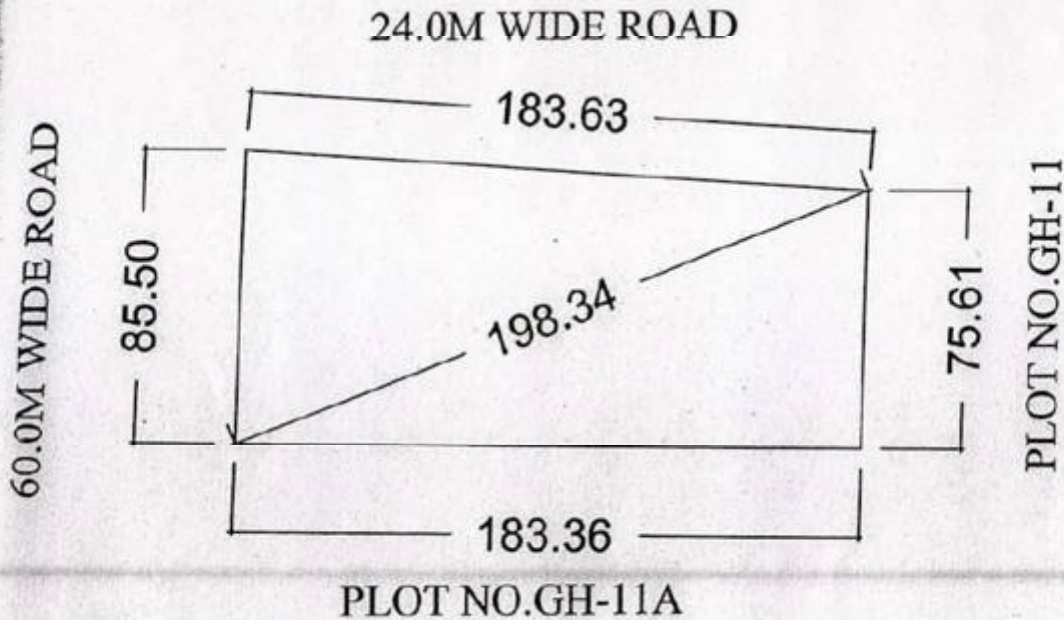 24.0M WIDE ROAD
183.63
60.0M WIDE ROAD
85.50
198.34
75.61
PLOT NO.GH-11
183.36
PLOT NO.GH-11A